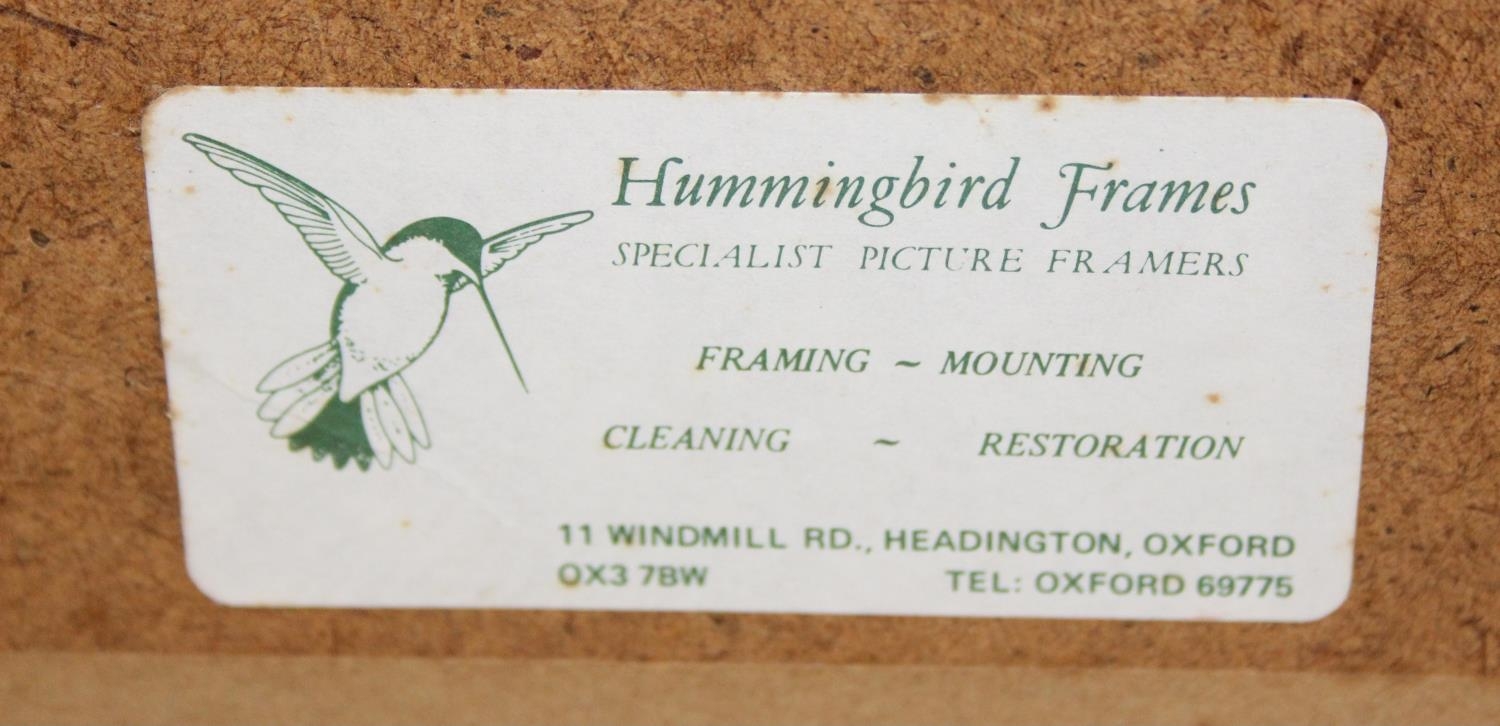 Hummingbird Frames
SPECIALIST PICTURE FRAMERS
FRAMING ~ MOUNTING
CLEANING ~ RESTORATION
11 WINDMILL RD., HEADINGTON, OXFORD
OX3 7BW TEL: OXFORD 69775